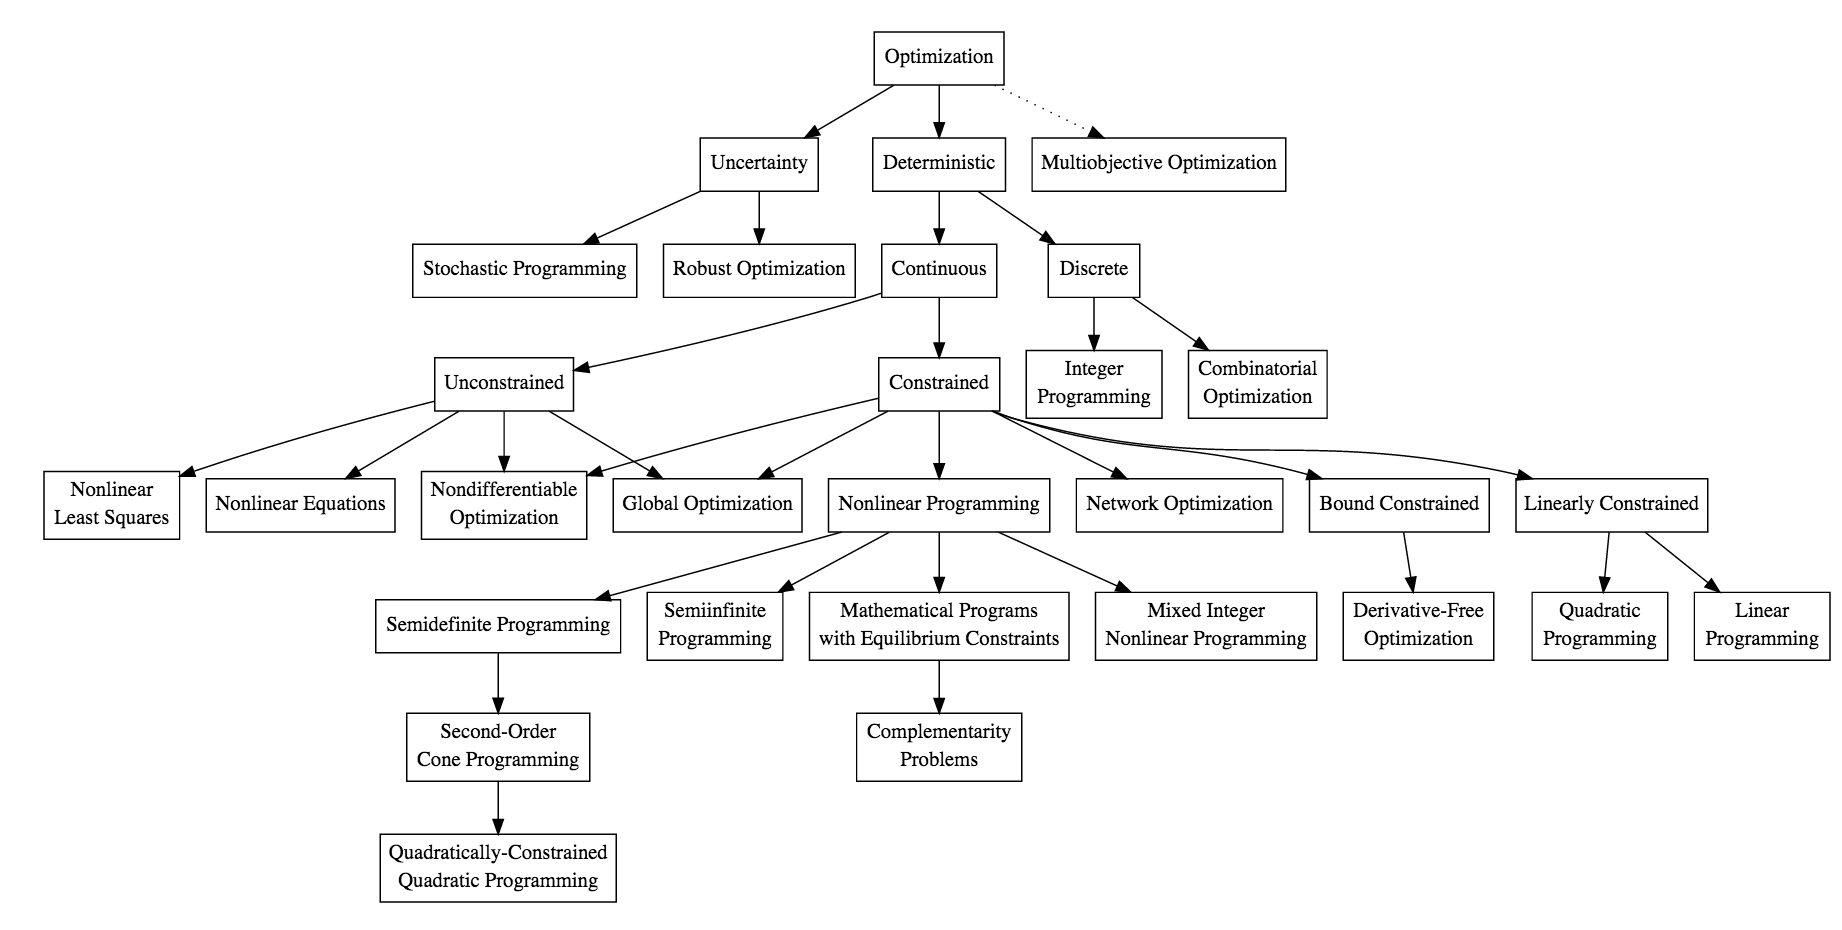 Optimization
Uncertainty
Deterministic
Multiobjective Optimization
Stochastic Programming
Robust Optimization
Continuous
Discrete
Unconstrained
Constrained
Integer
Programming
Combinatorial
Optimization
Nonlinear
Least Squares
Nonlinear Equations
Nondifferentiable
Optimization
Global Optimization
Nonlinear Programming
Network Optimization
Bound Constrained
Linearly Constrained
Semidefinite Programming
Semiinfinite
Programming
Mathematical Programs
with Equilibrium Constraints
Mixed Integer
Nonlinear Programming
Derivative-Free
Optimization
Quadratic
Programming
Linear
Programming
Second-Order
Cone Programming
Complementarity
Problems
Quadratically-Constrained
Quadratic Programming